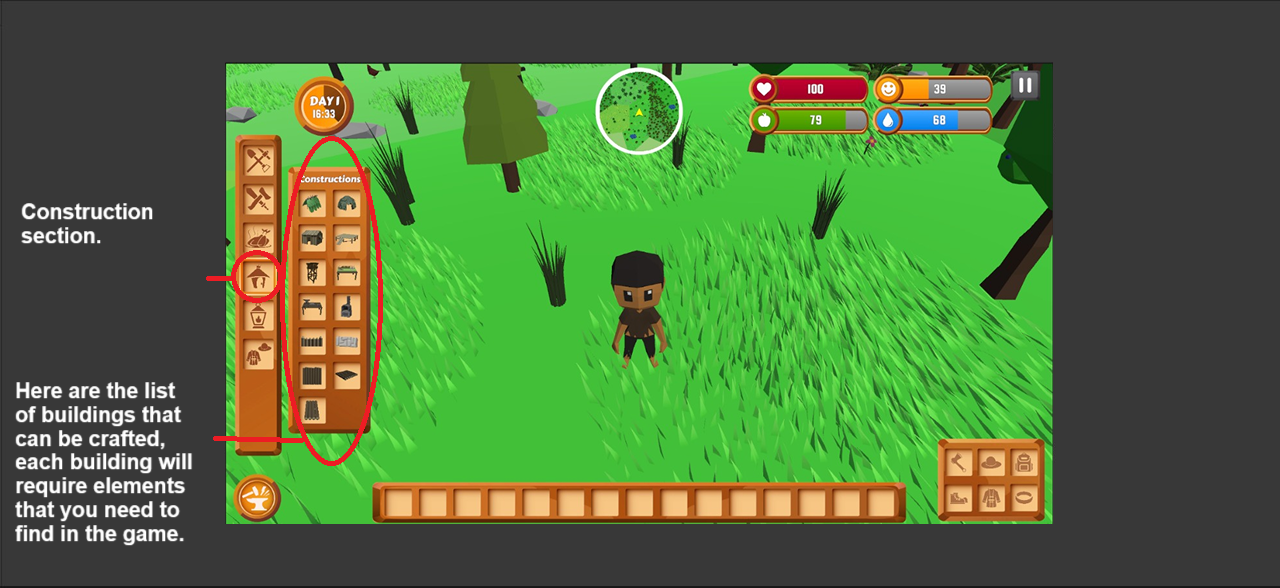 DAY 1
16:33
100
39
79
68
Constructions
Construction
section.
Here are the list
of buildings that
can be crafted,
each building will
require elements
that you need to
find in the game.